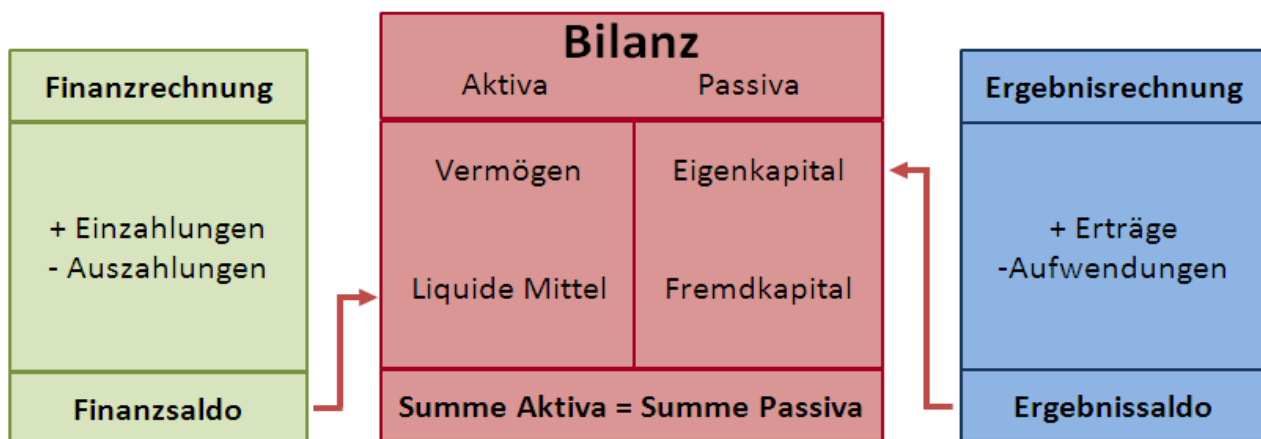 Finanzrechnung
+ Einzahlungen
- Auszahlungen
Finanzsaldo
Bilanz
Aktiva Passiva
Vermögen Eigenkapital
Liquide Mittel Fremdkapital
Summe Aktiva = Summe Passiva
Ergebnisrechnung
+ Erträge
-Aufwendungen
Ergebnissaldo